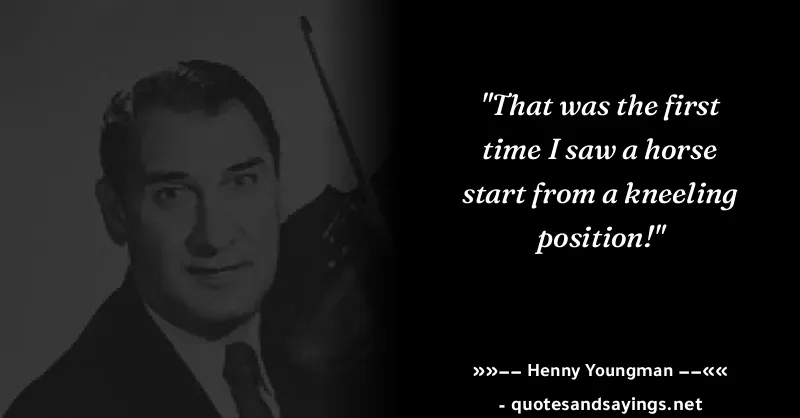 "That was the first
time I saw a horse
start from a kneeling
position!"
»»–– Henny Youngman ––««
- quotesandsayings.net